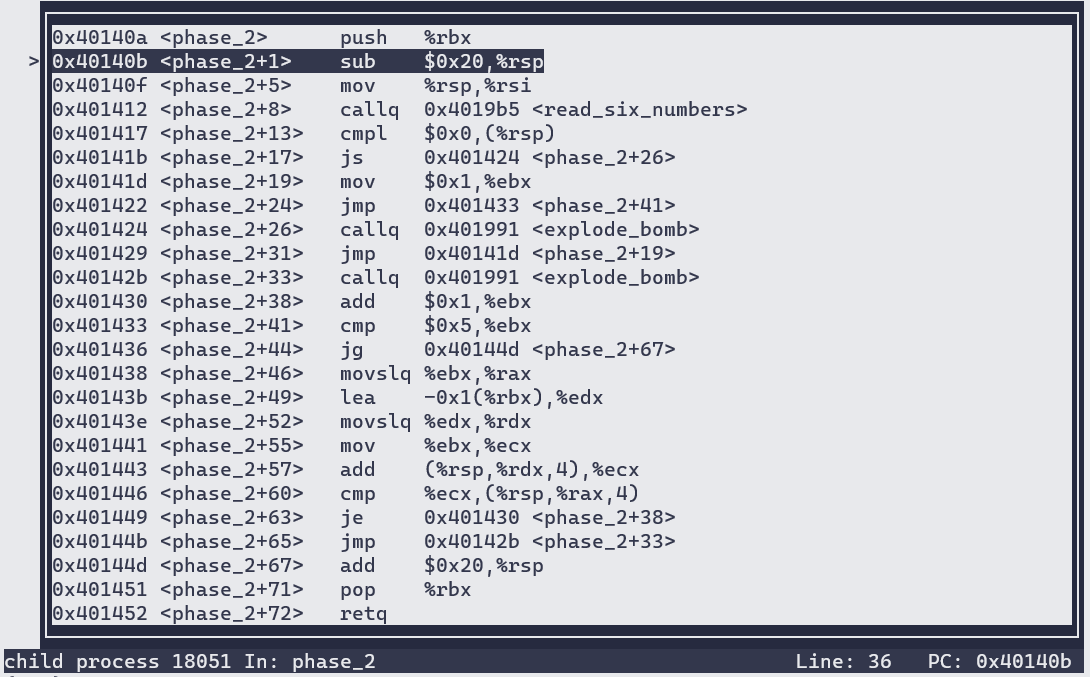 0x40140a <phase_2> push %rbx
> 0x40140b <phase_2+1> sub $0x20,%rsp
0x40140f <phase_2+5> mov %rsp,%rsi
0x401412 <phase_2+8> callq 0x4019b5 <read_six_numbers>
0x401417 <phase_2+13> cmpl $0x0,(%rsp)
0x40141b <phase_2+17> js 0x401424 <phase_2+26>
0x40141d <phase_2+19> mov $0x1,%ebx
0x401422 <phase_2+24> jmp 0x401433 <phase_2+41>
0x401424 <phase_2+26> callq 0x401991 <explode_bomb>
0x401429 <phase_2+31> jmp 0x40141d <phase_2+19>
0x40142b <phase_2+33> callq 0x401991 <explode_bomb>
0x401430 <phase_2+38> add $0x1,%ebx
0x401433 <phase_2+41> cmp $0x5,%ebx
0x401436 <phase_2+44> jg 0x40144d <phase_2+67>
0x401438 <phase_2+46> movslq %ebx,%rax
0x40143b <phase_2+49> lea -0x1(%rbx),%edx
0x40143e <phase_2+52> movslq %edx,%rdx
0x401441 <phase_2+55> mov %ebx,%ecx
0x401443 <phase_2+57> add (%rsp,%rdx,4),%ecx
0x401446 <phase_2+60> cmp %ecx,(%rsp,%rax,4)
0x401449 <phase_2+63> je 0x401430 <phase_2+38>
0x40144b <phase_2+65> jmp 0x40142b <phase_2+33>
0x40144d <phase_2+67> add $0x20,%rsp
0x401451 <phase_2+71> pop %rbx
0x401452 <phase_2+72> retq
child process 18051 In: phase_2 Line: 36 PC: 0x40140b